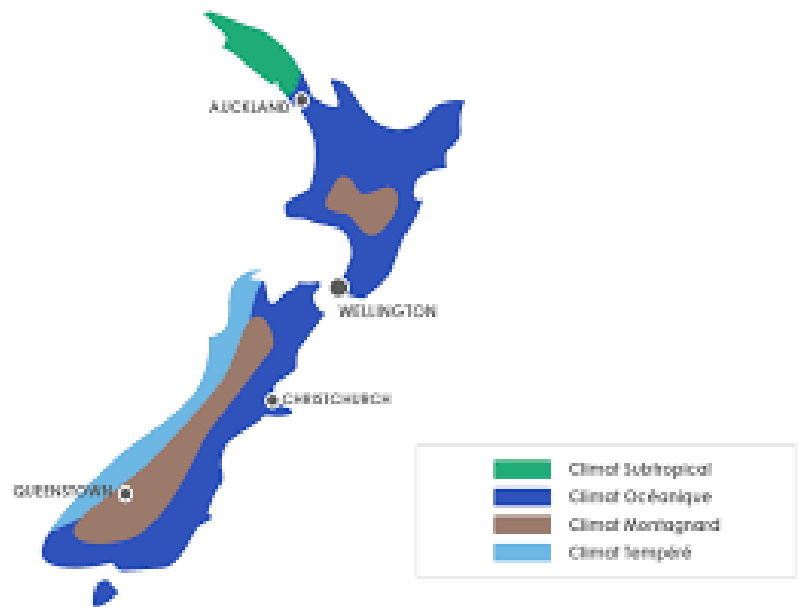 AUCKLAND
WELLINGTON
CHRISTCHURCH
QUEENSTOWN
Climat Subtropical
Climat Océanique
Climat Montagnard
Climat Tempéré